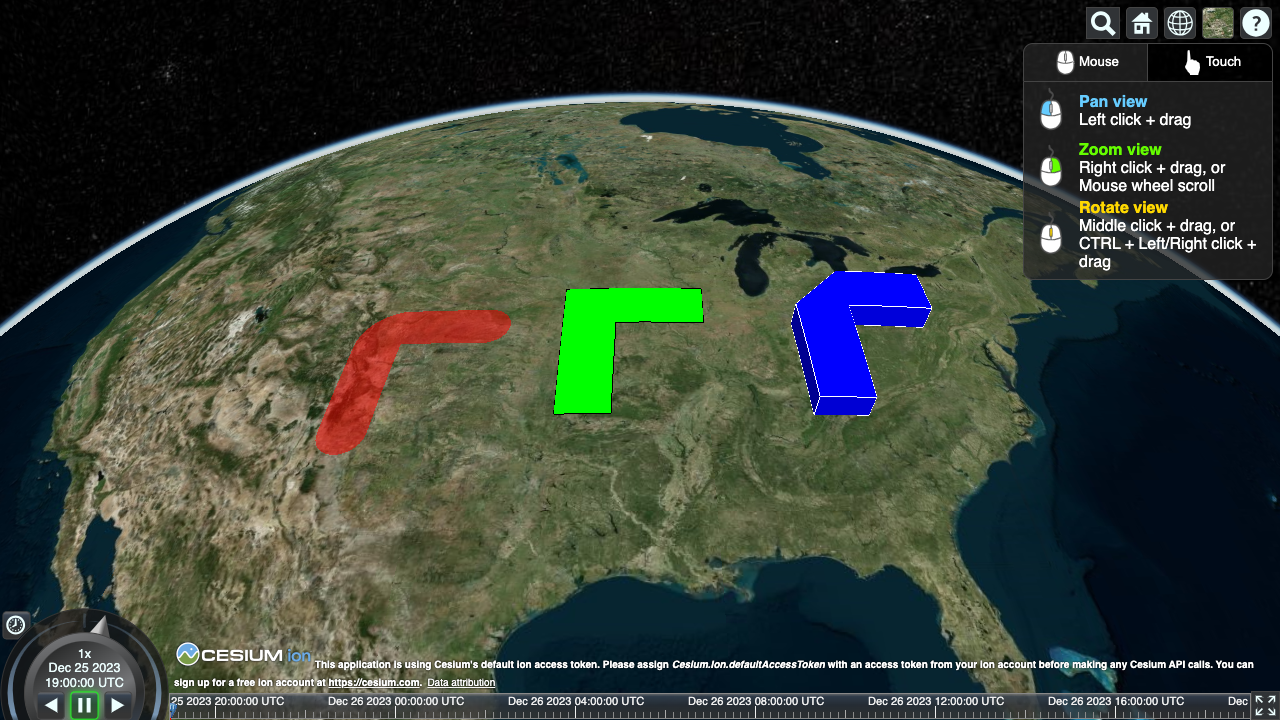 Mouse
Touch
Pan view
Left click + drag
Zoom view
Right click + drag, or
Mouse wheel scroll
Rotate view
Middle click + drag, or
CTRL + Left/Right click +
drag
?
CESIUM ion This application is using Cesium's default ion access token. Please assign Cesium.Ion.defaultAccessToken with an access token from your ion account before making any Cesium API calls. You can
sign up for a free ion account at https://cesium.com. Data attribution
1x
Dec 25 2023
19:00:00 UTC
25 2023 20:00:00 UTC Dec 26 2023 00:00:00 UTC Dec 26 2023 04:00:00 UTC Dec 26 2023 08:00:00 UTC Dec 26 2023 12:00:00 UTC Dec 26 2023 16:00:00 UTC Dec